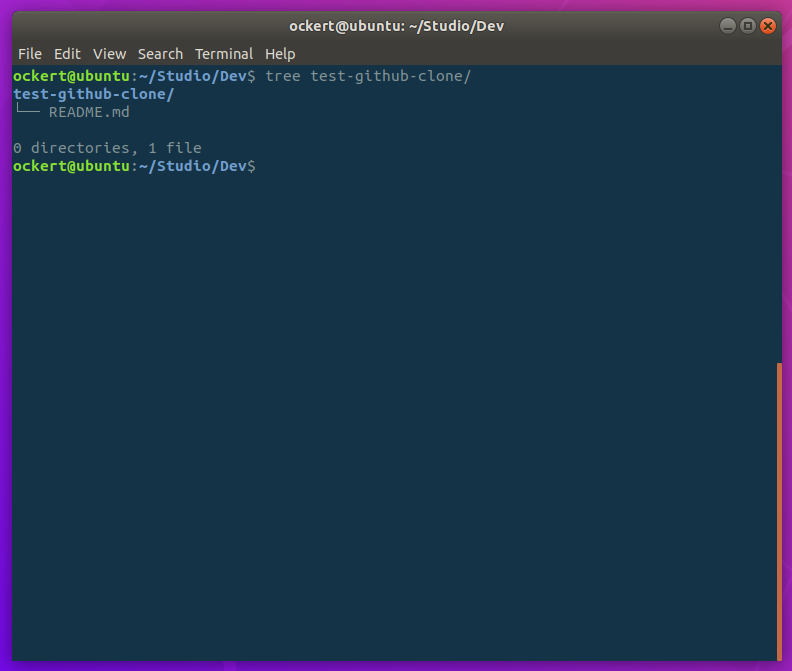 ockert@ubuntu: ~/Studio/Dev
File Edit View Search Terminal Help
ockert@ubuntu:~/Studio/Dev$ tree test-github-clone/
test-github-clone/
└── README.md
0 directories, 1 file
ockert@ubuntu:~/Studio/Dev$